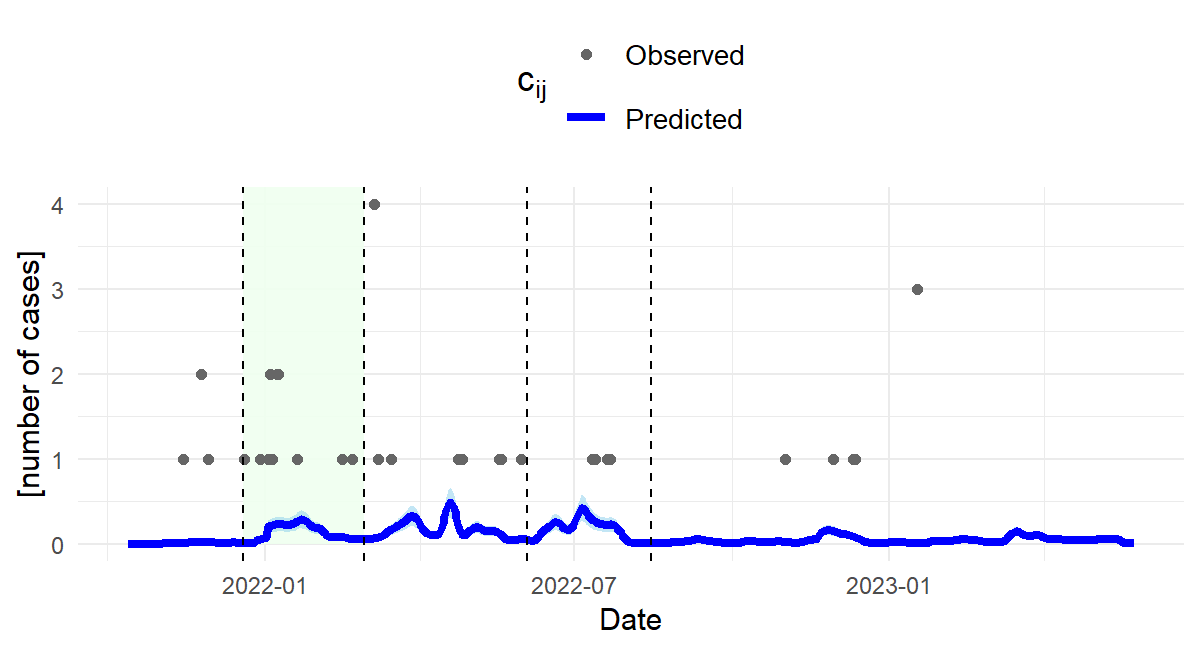 Observed
c_ij
Predicted
4
3
2
1
0
[number of cases]
2022-01 2022-07 2023-01
Date